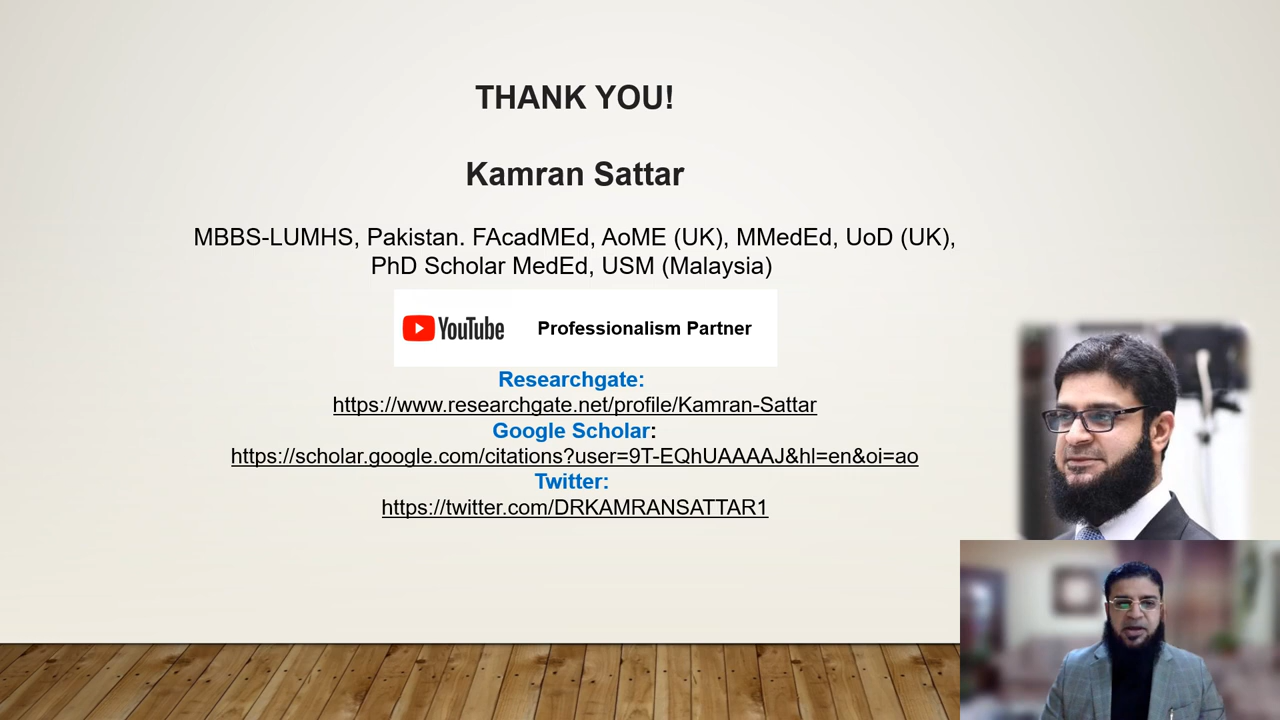 THANK YOU!
Kamran Sattar
MBBS-LUMHS, Pakistan. FAcadMEd, AoME (UK), MMedEd, UoD (UK),
PhD Scholar MedEd, USM (Malaysia)
YouTube Professionalism Partner
Researchgate:
https://www.researchgate.net/profile/Kamran-Sattar
Google Scholar:
https://scholar.google.com/citations?user=9T-EQhUAAAAJ&hl=en&oi=ao
Twitter:
https://twitter.com/DRKAMRANSATTAR1